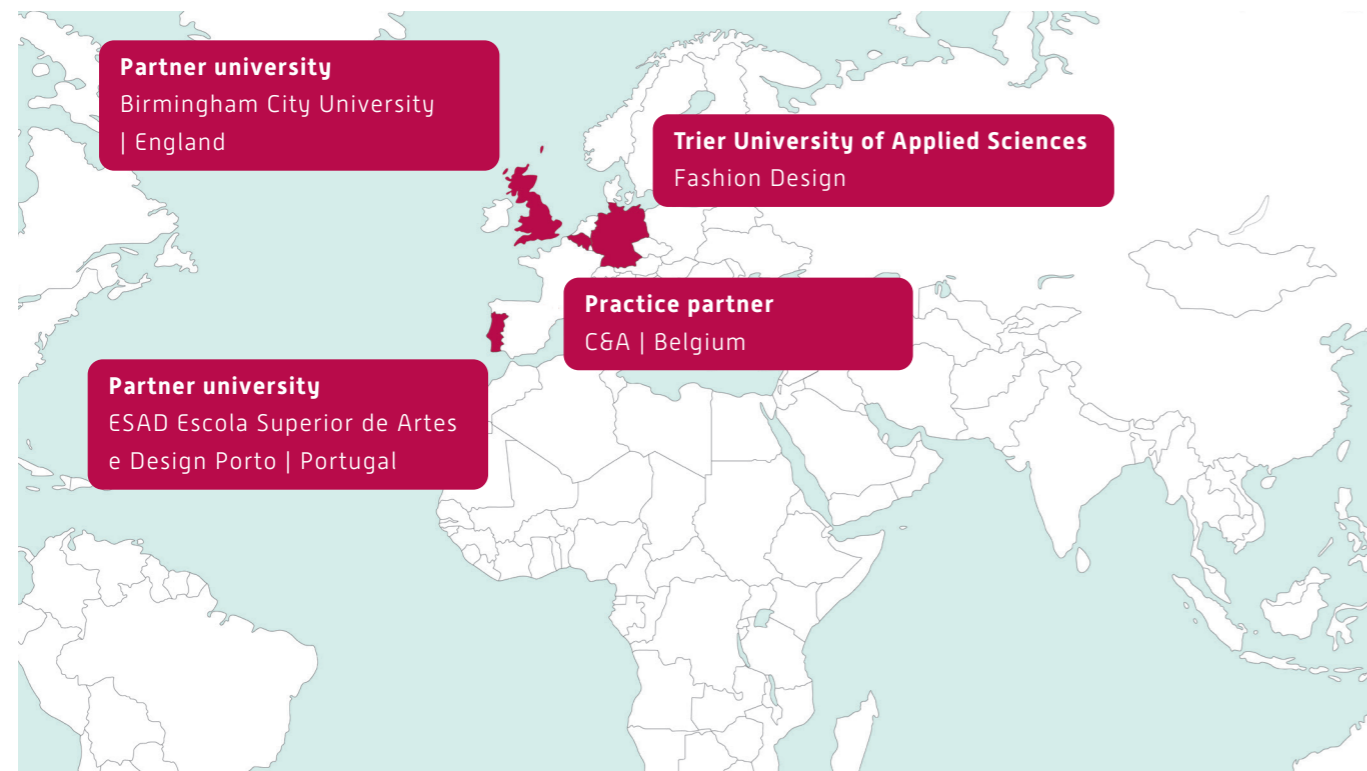 Partner university
Birmingham City University
| England
Trier University of Applied Sciences
Fashion Design
Practice partner
C&A | Belgium
Partner university
ESAD Escola Superior de Artes
e Design Porto | Portugal